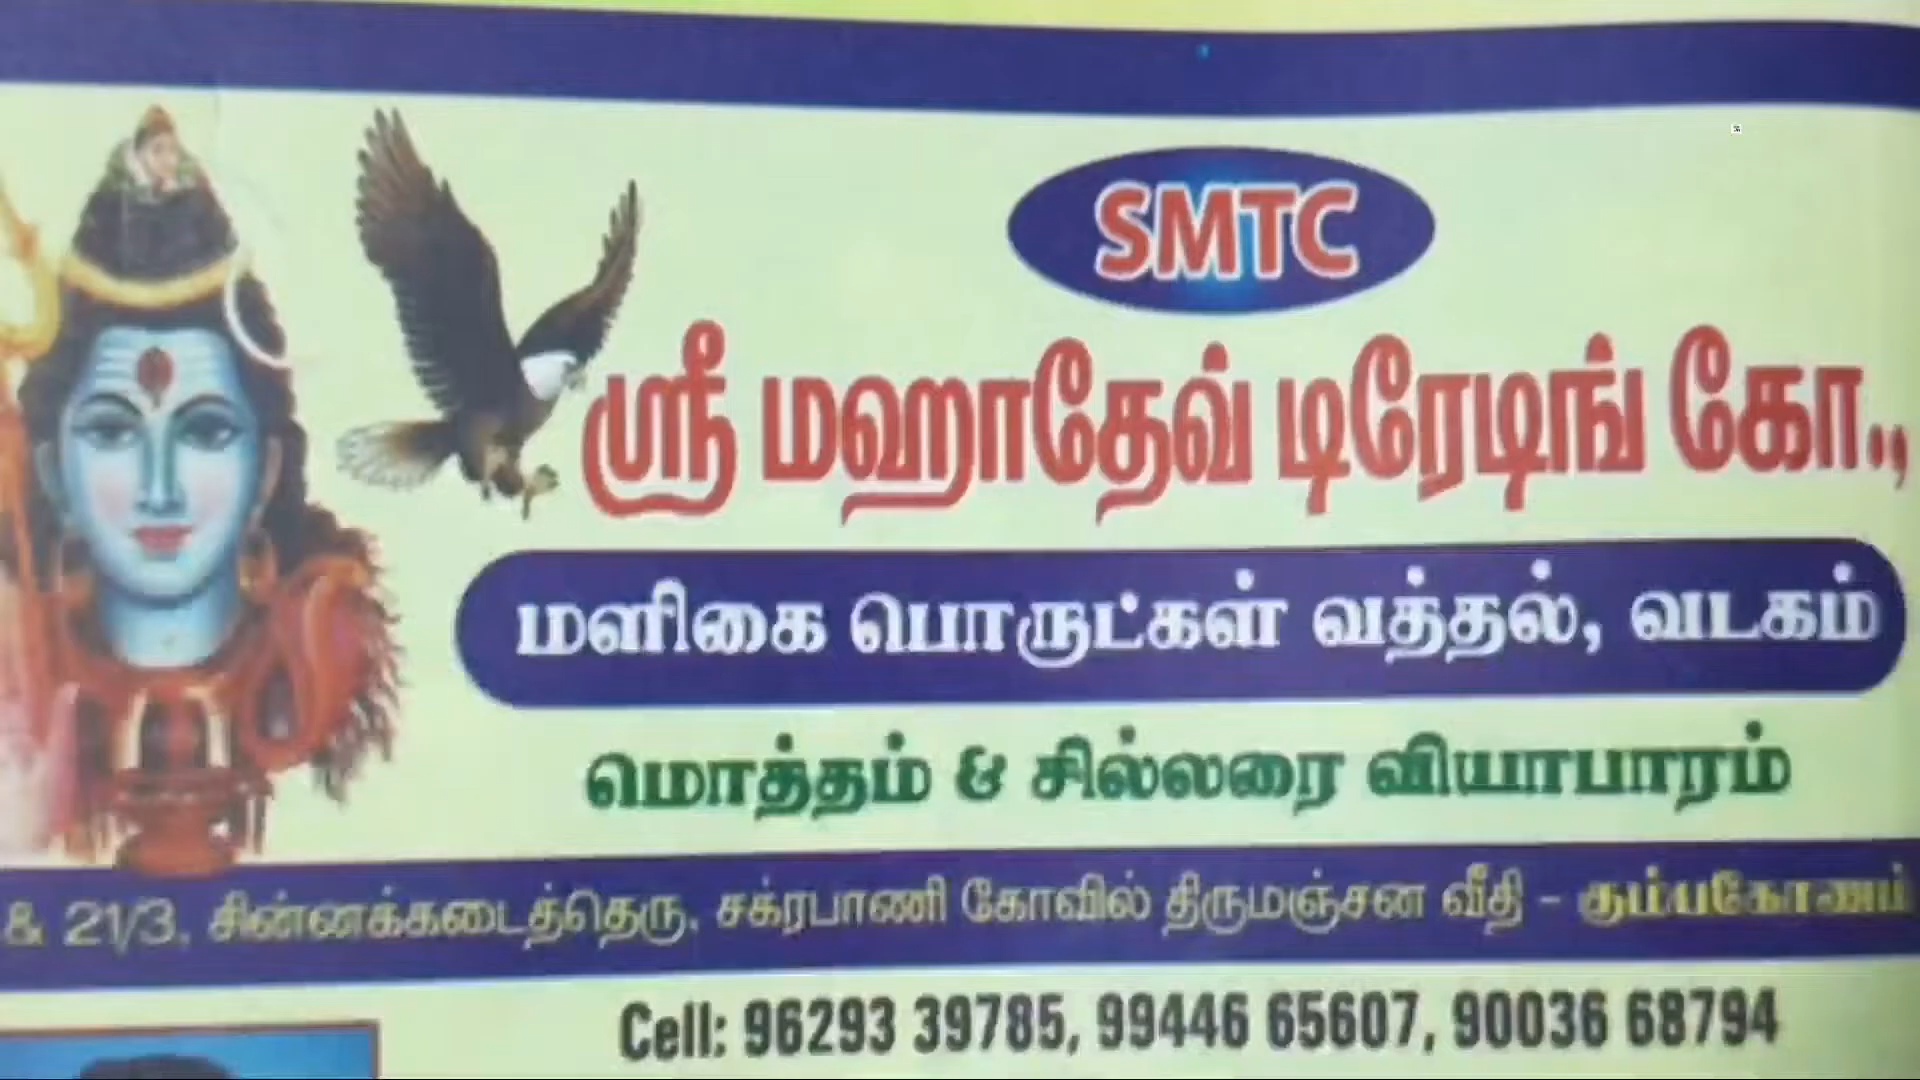 SMTC
ஸ்ரீ மஹாதேவ் டிரேடிங் கோ.,
மளிகை பொருட்கள் வத்தல், வடகம்
மொத்தம் & சில்லரை வியாபாரம்
& 21/3, சின்னக்கடைத்தெரு, சக்ரபாணி கோவில் திருமஞ்சன வீதி - கும்பகோணம்
Cell: 96293 39785, 99446 65607, 90036 68794